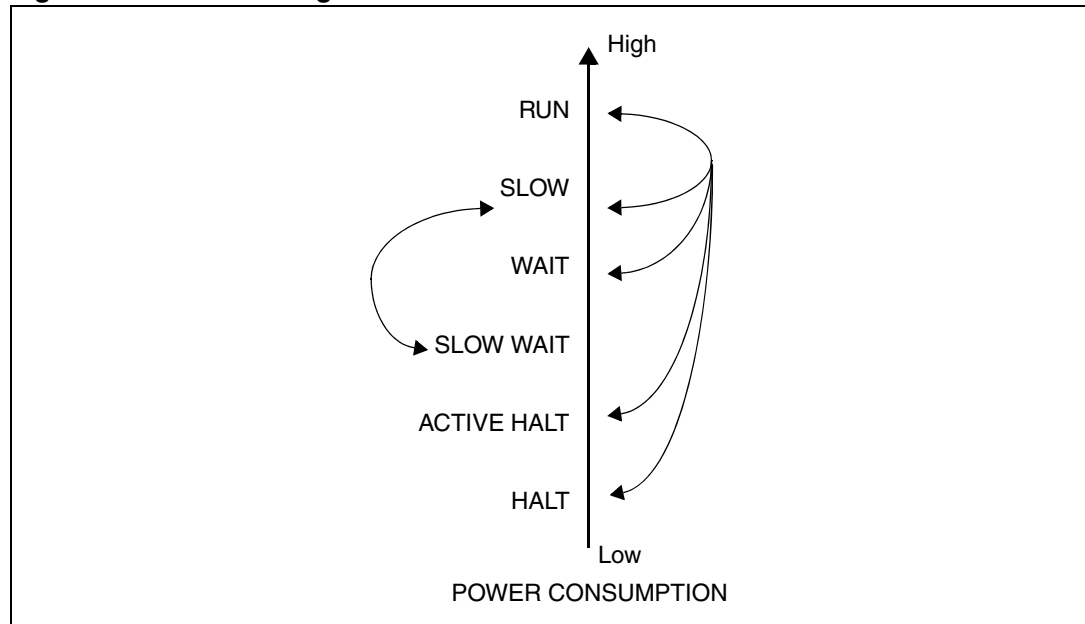 High
RUN
SLOW
WAIT
SLOW WAIT
ACTIVE HALT
HALT
Low
POWER CONSUMPTION